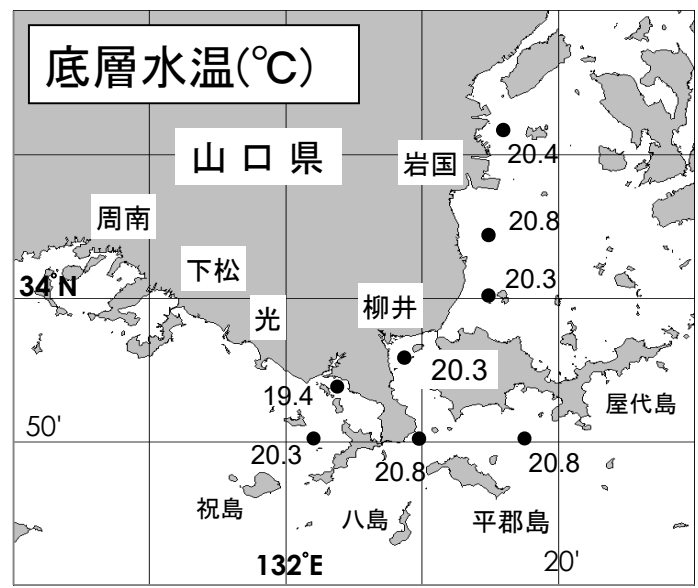 底層水温(℃)
山口県
岩国
20.4
周南
20.8
下松
34°N
20.3
光
柳井
20.3
19.4
屋代島
50'
20.3
20.8
20.8
祝島
八島
平郡島
132°E
20'